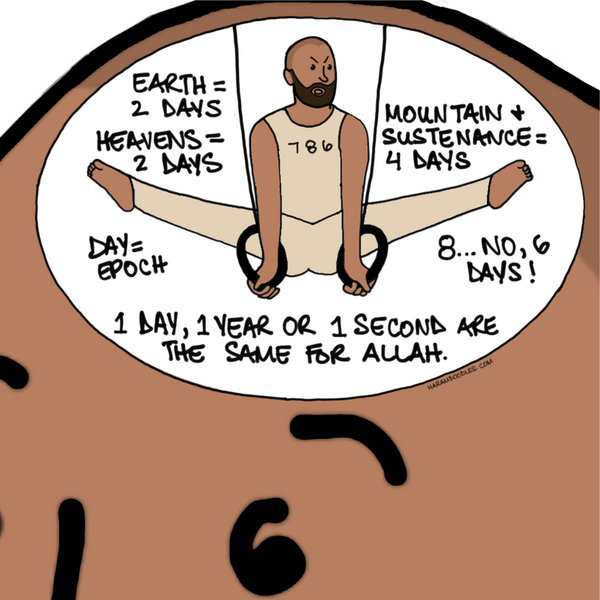 EARTH =
2 DAYS
HEAVENS =
2 DAYS
786
MOUNTAIN +
SUSTENANCE =
4 DAYS
DAY =
EPOCH
8... NO, 6
DAYS!
1 DAY, 1 YEAR OR 1 SECOND ARE
THE SAME FOR ALLAH.
HARAMDOODLES.COM